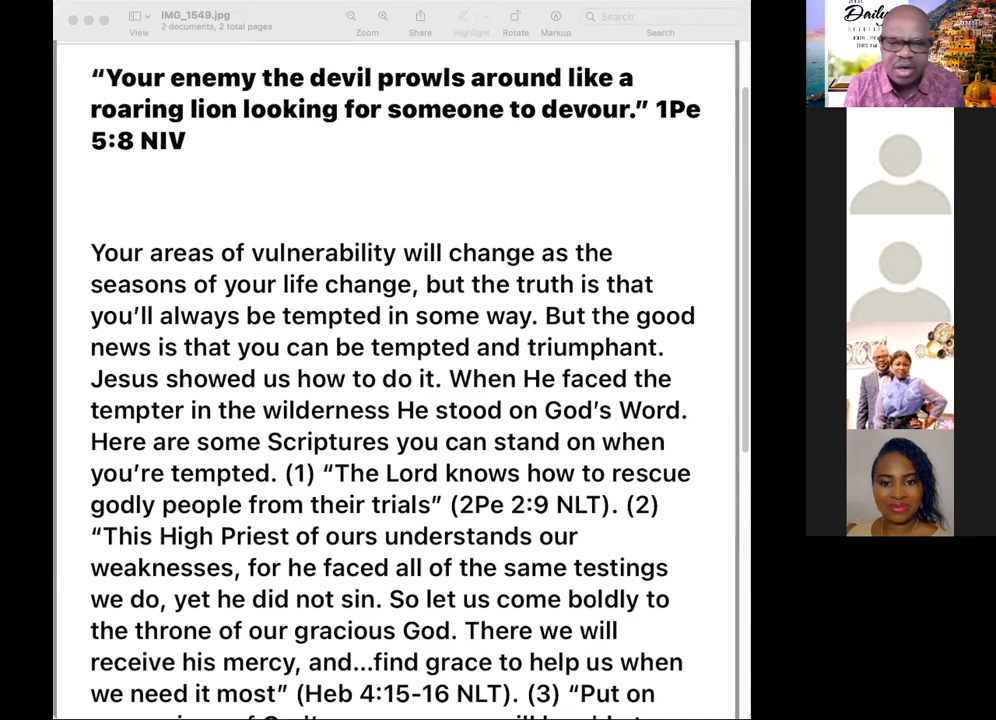 IMG_1549.jpg
2 documents, 2 total pages
View
Zoom
Share
Highlight
Rotate
Markup
Search
Search
Daily
“Your enemy the devil prowls around like a
roaring lion looking for someone to devour.” 1Pe
5:8 NIV
Your areas of vulnerability will change as the
seasons of your life change, but the truth is that
you’ll always be tempted in some way. But the good
news is that you can be tempted and triumphant.
Jesus showed us how to do it. When He faced the
tempter in the wilderness He stood on God’s Word.
Here are some Scriptures you can stand on when
you’re tempted. (1) “The Lord knows how to rescue
godly people from their trials” (2Pe 2:9 NLT). (2)
“This High Priest of ours understands our
weaknesses, for he faced all of the same testings
we do, yet he did not sin. So let us come boldly to
the throne of our gracious God. There we will
receive his mercy, and...find grace to help us when
we need it most” (Heb 4:15-16 NLT). (3) “Put on